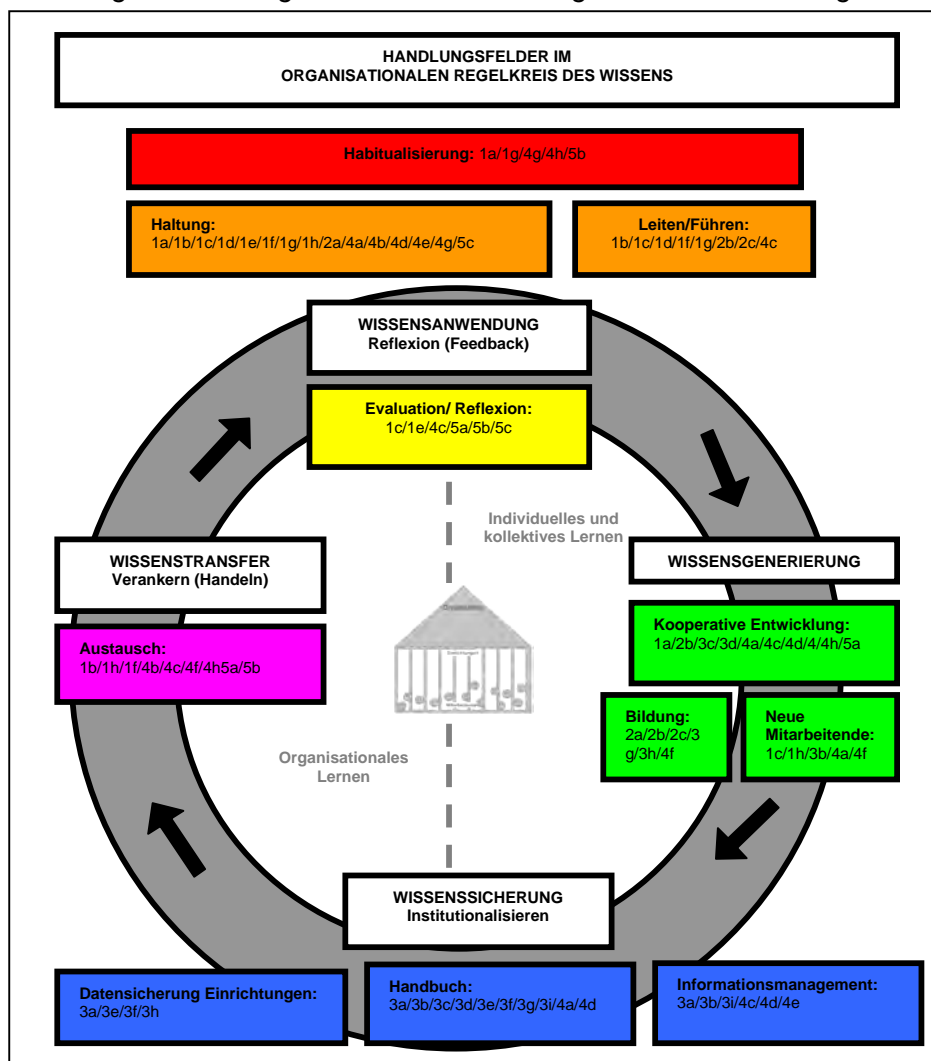 HANDLUNGSFELDER IM
ORGANISATIONALEN REGELKREIS DES WISSENS
Habitualisierung: 1a/1g/4g/4h/5b
Haltung:
1a/1b/1c/1d/1e/1f/1g/1h/2a/4a/4b/4d/4e/4g/5c
Leiten/Führen:
1b/1c/1d/1f/1g/2b/2c/4c
WISSENSANWENDUNG
Reflexion (Feedback)
Evaluation/ Reflexion:
1c/1e/4c/5a/5b/5c
Individuelles und
kollektives Lernen
WISSENSTRANSFER
Verankern (Handeln)
WISSENSGENERIERUNG
Austausch:
1b/1h/1f/4b/4c/4f/4h5a/5b
Kooperative Entwicklung:
1a/2b/3c/3d/4a/4c/4d/4/4h/5a
Bildung:
2a/2b/2c/3
g/3h/4f
Neue
Mitarbeitende:
1c/1h/3b/4a/4f
Organisationales
Lernen
WISSENSSICHERUNG
Institutionalisieren
Datensicherung Einrichtungen:
3a/3e/3f/3h
Handbuch:
3a/3b/3c/3d/3e/3f/3g/3i/4a/4d
Informationsmanagement:
3a/3b/3i/4c/4d/4e